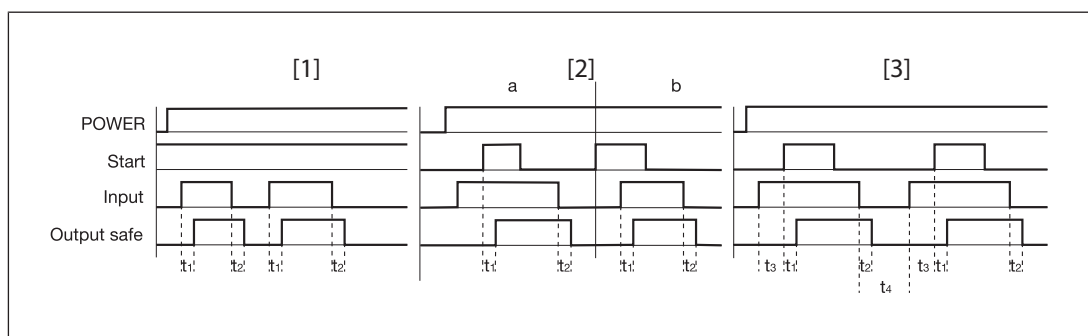 [1] [2] [3]
a b
POWER
Start
Input
Output safe
t1 t2 t1 t2 t1 t2 t1 t2 t3 t1 t2 t3 t1 t2
t4